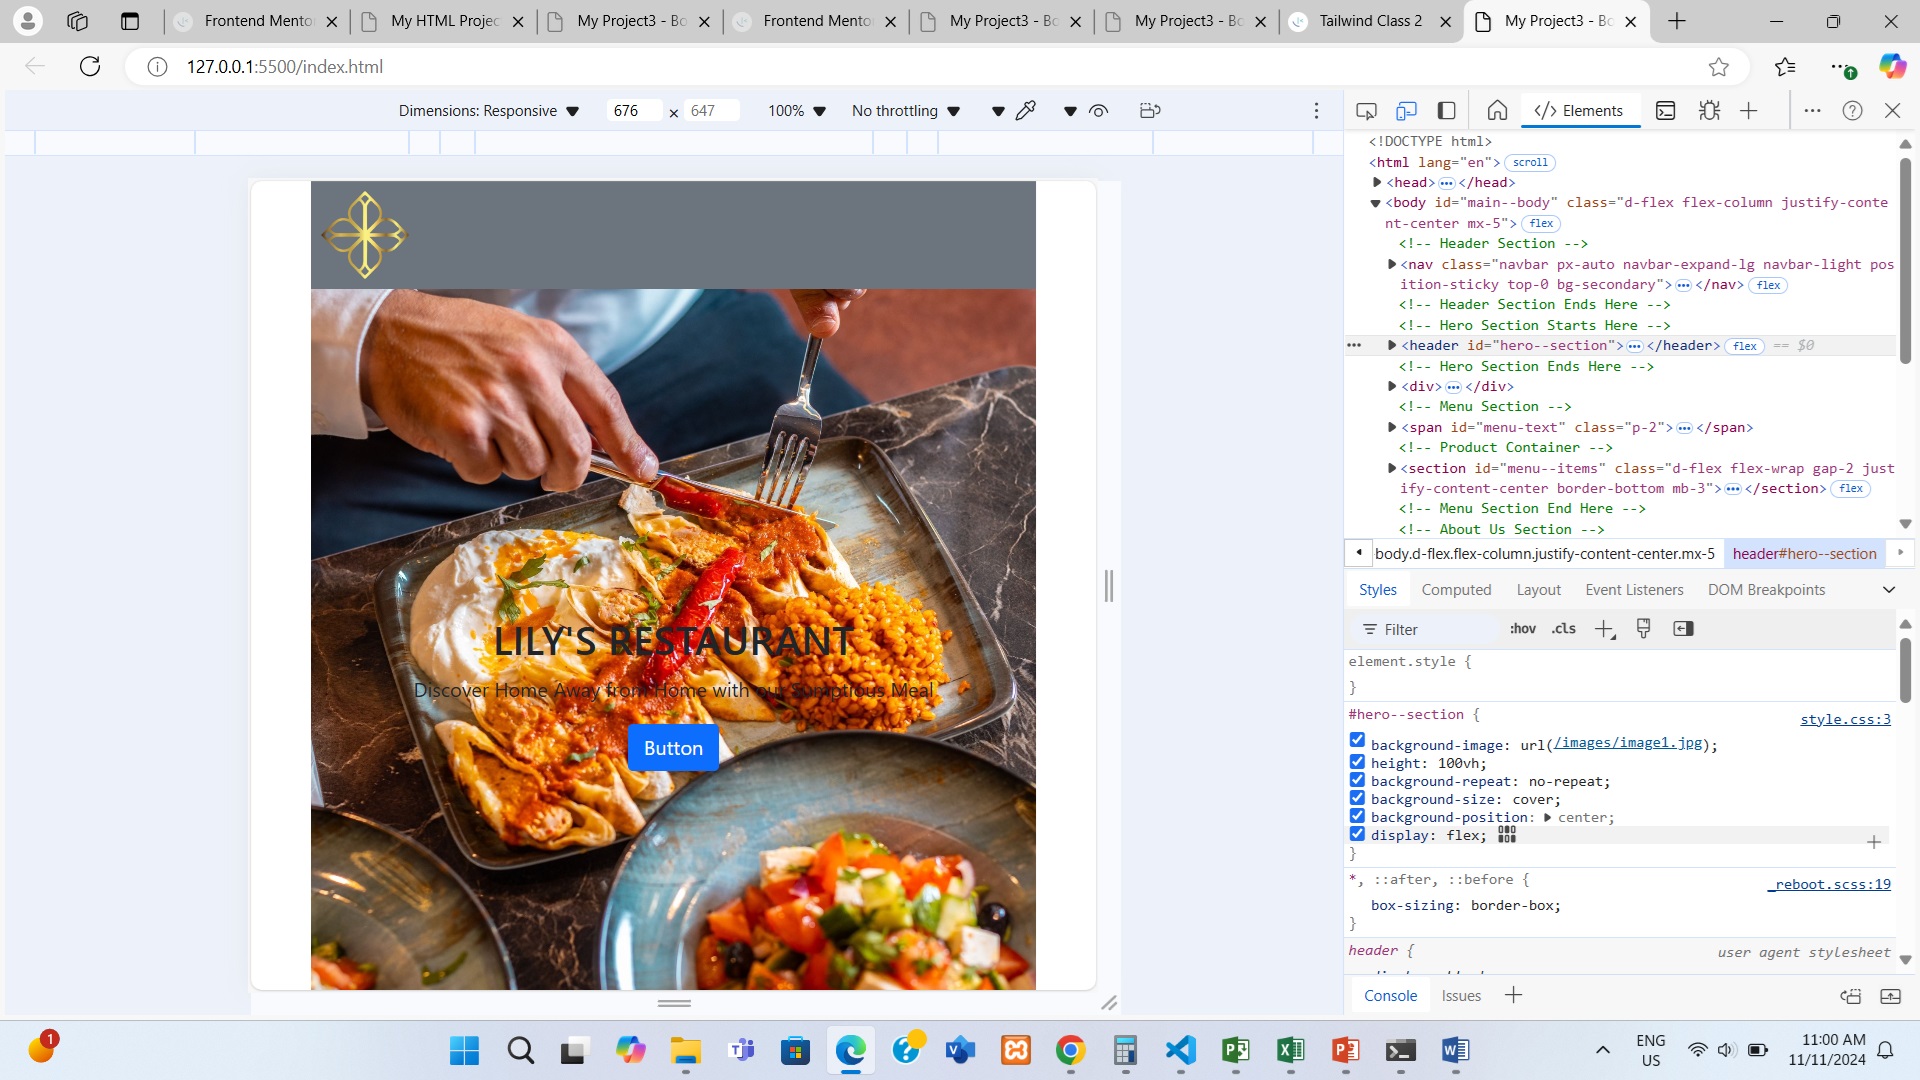 Frontend Mento
My HTML Projec
My Project3 - Bo
Frontend Mento
My Project3 - Bo
My Project3 - Bo
Tailwind Class 2
My Project3 - Bo
127.0.0.1:5500/index.html
Dimensions: Responsive
676 x 647
100%
No throttling
Elements
<!DOCTYPE html>
<html lang="en"> scroll
<head> ••• </head>
<body id="main--body" class="d-flex flex-column justify-conte
nt-center mx-5"> flex
<!-- Header Section -->
<nav class="navbar px-auto navbar-expand-lg navbar-light pos
ition-sticky top-0 bg-secondary"> ••• </nav> flex
<!-- Header Section Ends Here -->
<!-- Hero Section Starts Here -->
••• <header id="hero--section"> ••• </header> flex == $0
<!-- Hero Section Ends Here -->
<div> ••• </div>
<!-- Menu Section -->
<span id="menu-text" class="p-2"> ••• </span>
<!-- Product Container -->
<section id="menu--items" class="d-flex flex-wrap gap-2 just
ify-content-center border-bottom mb-3"> ••• </section> flex
<!-- Menu Section End Here -->
<!-- About Us Section -->
body.d-flex.flex-column.justify-content-center.mx-5 header#hero--section
Styles Computed Layout Event Listeners DOM Breakpoints
Filter :hov .cls
element.style {
}
#hero--section { style.css:3
background-image: url(/images/image1.jpg);
height: 100vh;
background-repeat: no-repeat;
background-size: cover;
background-position: center;
display: flex;
}
*, ::after, ::before { _reboot.scss:19
box-sizing: border-box;
}
header { user agent stylesheet
Console Issues
LILY'S RESTAURANT
Discover Home Away from Home with our Sumptious Meal
Button
1
ENG
US
11:00 AM
11/11/2024